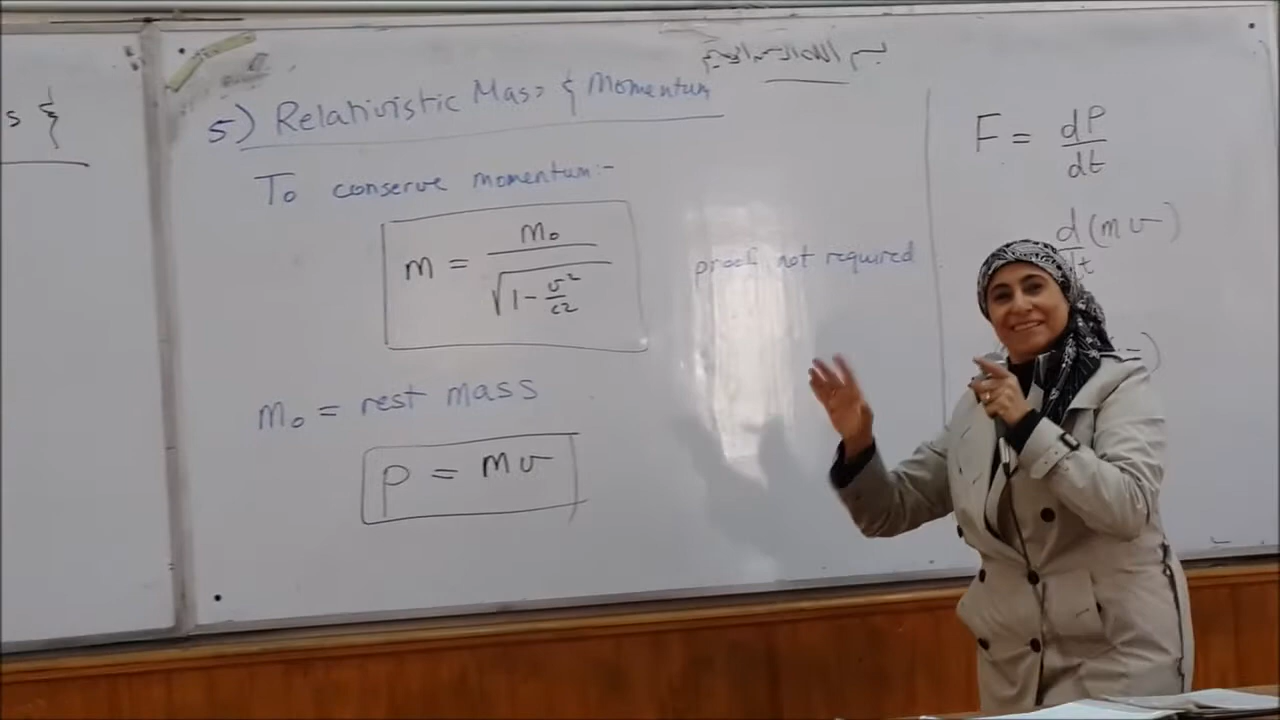 s {
بسم الله الرحمن الرحيم
5) Relativistic Mass & Momentum
To conserve momentum:-
m = m₀ / √(1 - v²/c²)
proof not required
m₀ = rest mass
p = mv
F = dP/dt
d/dt (mv)
)